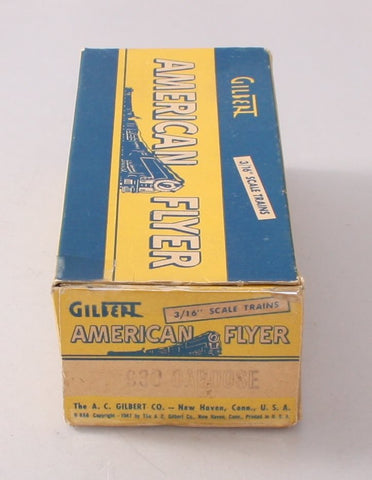 GILBERT
3/16" SCALE TRAINS
AMERICAN FLYER
GILBERT
3/16" SCALE TRAINS
AMERICAN FLYER
630 CABOOSE
The A. C. GILBERT CO. — New Haven, Conn., U. S. A.
Copyright - 1947 by The A. C. Gilbert Co., New Haven, Conn., Printed in U. S. A.